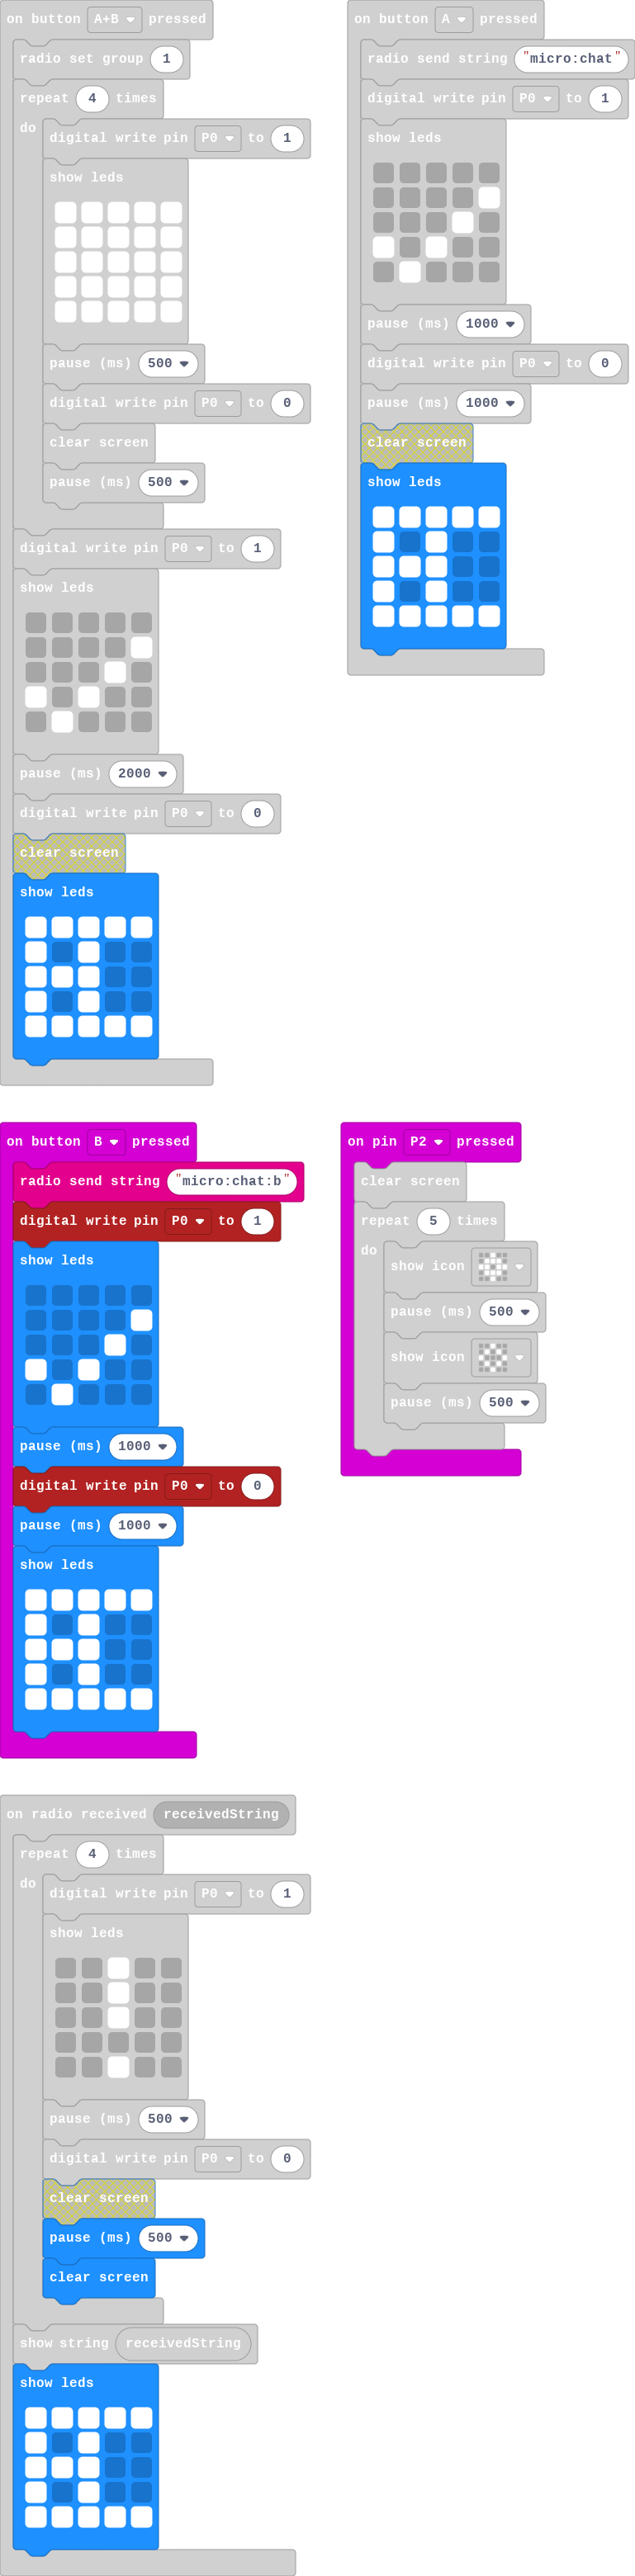 on button A+B pressed
radio set group 1
repeat 4 times
do
digital write pin P0 to 1
show leds
pause (ms) 500
digital write pin P0 to 0
clear screen
pause (ms) 500
digital write pin P0 to 1
show leds
pause (ms) 2000
digital write pin P0 to 0
clear screen
show leds
on button A pressed
radio send string "micro:chat"
digital write pin P0 to 1
show leds
pause (ms) 1000
digital write pin P0 to 0
pause (ms) 1000
clear screen
show leds
on button B pressed
radio send string "micro:chat:b"
digital write pin P0 to 1
show leds
pause (ms) 1000
digital write pin P0 to 0
pause (ms) 1000
show leds
on pin P2 pressed
clear screen
repeat 5 times
do
show icon
pause (ms) 500
show icon
pause (ms) 500
on radio received receivedString
repeat 4 times
do
digital write pin P0 to 1
show leds
pause (ms) 500
digital write pin P0 to 0
clear screen
pause (ms) 500
clear screen
show string receivedString
show leds